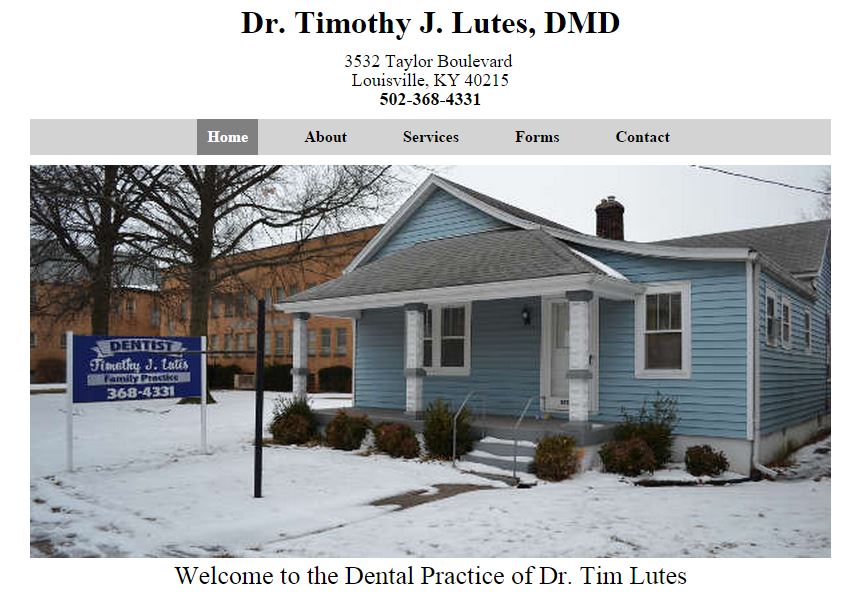 Dr. Timothy J. Lutes, DMD
3532 Taylor Boulevard
Louisville, KY 40215
502-368-4331
Home About Services Forms Contact
DENTIST
Timothy J. Lutes
Family Practice
368-4331
Welcome to the Dental Practice of Dr. Tim Lutes